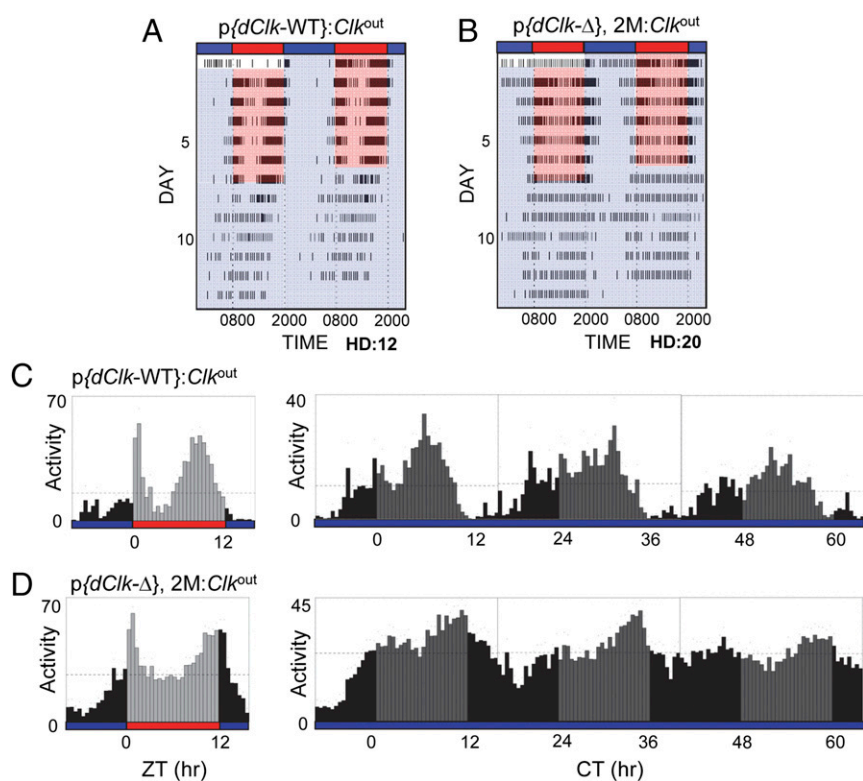 A
p{dClk-WT}:Clkout
DAY
5
10
0800 2000 0800 2000
TIME HD:12
B
p{dClk-Δ}, 2M:Clkout
0800 2000 0800 2000
TIME HD:20
C
p{dClk-WT}:Clkout
70
Activity
0
0 12
40
Activity
0
0 12 24 36 48 60
D
p{dClk-Δ}, 2M:Clkout
70
Activity
0
0 12
ZT (hr)
45
Activity
0
0 12 24 36 48 60
CT (hr)